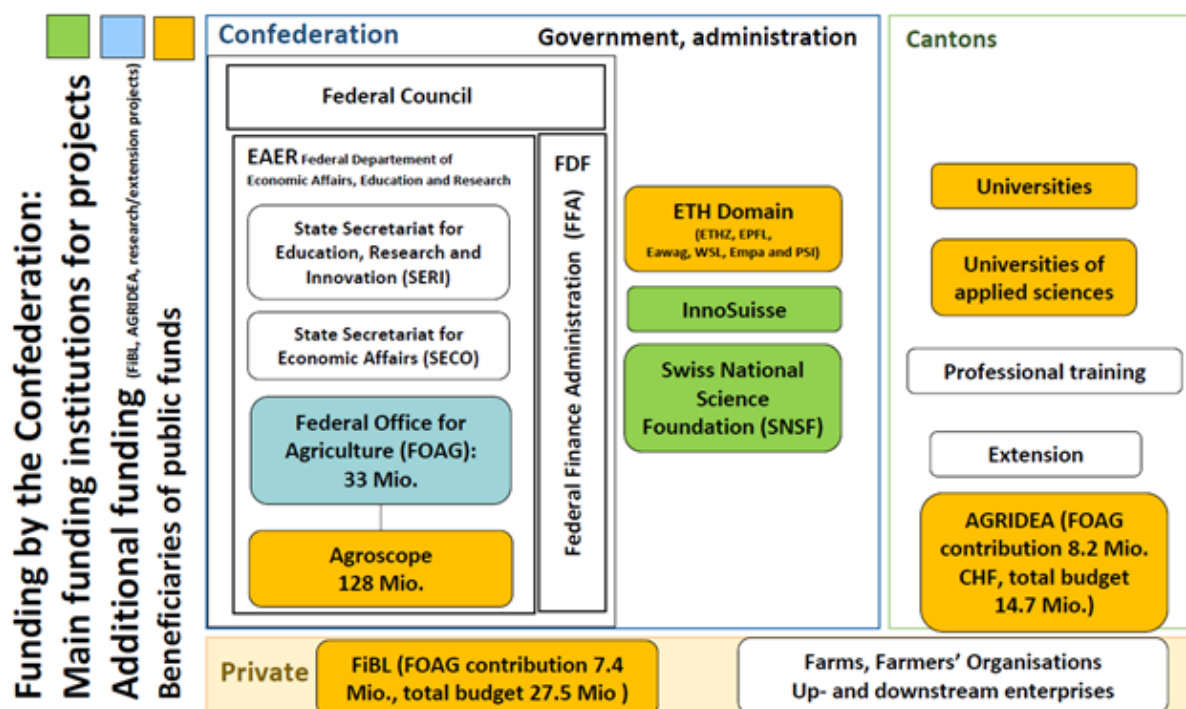 Funding by the Confederation:
Main funding institutions for projects
Additional funding (FiBL, AGRIDEA, research/extension projects)
Beneficiaries of public funds
Confederation
Government, administration
Federal Council
EAER Federal Departement of
Economic Affairs, Education and Research
State Secretariat for
Education, Research and
Innovation (SERI)
State Secretariat for
Economic Affairs (SECO)
Federal Office for
Agriculture (FOAG):
33 Mio.
Agroscope
128 Mio.
FDF
Federal Finance Administration (FFA)
ETH Domain
(ETHZ, EPFL,
Eawag, WSL, Empa and PSI)
InnoSuisse
Swiss National
Science
Foundation (SNSF)
Cantons
Universities
Universities of
applied sciences
Professional training
Extension
AGRIDEA (FOAG
contribution 8.2 Mio.
CHF, total budget
14.7 Mio.)
Private
FiBL (FOAG contribution 7.4
Mio., total budget 27.5 Mio )
Farms, Farmers' Organisations
Up- and downstream enterprises